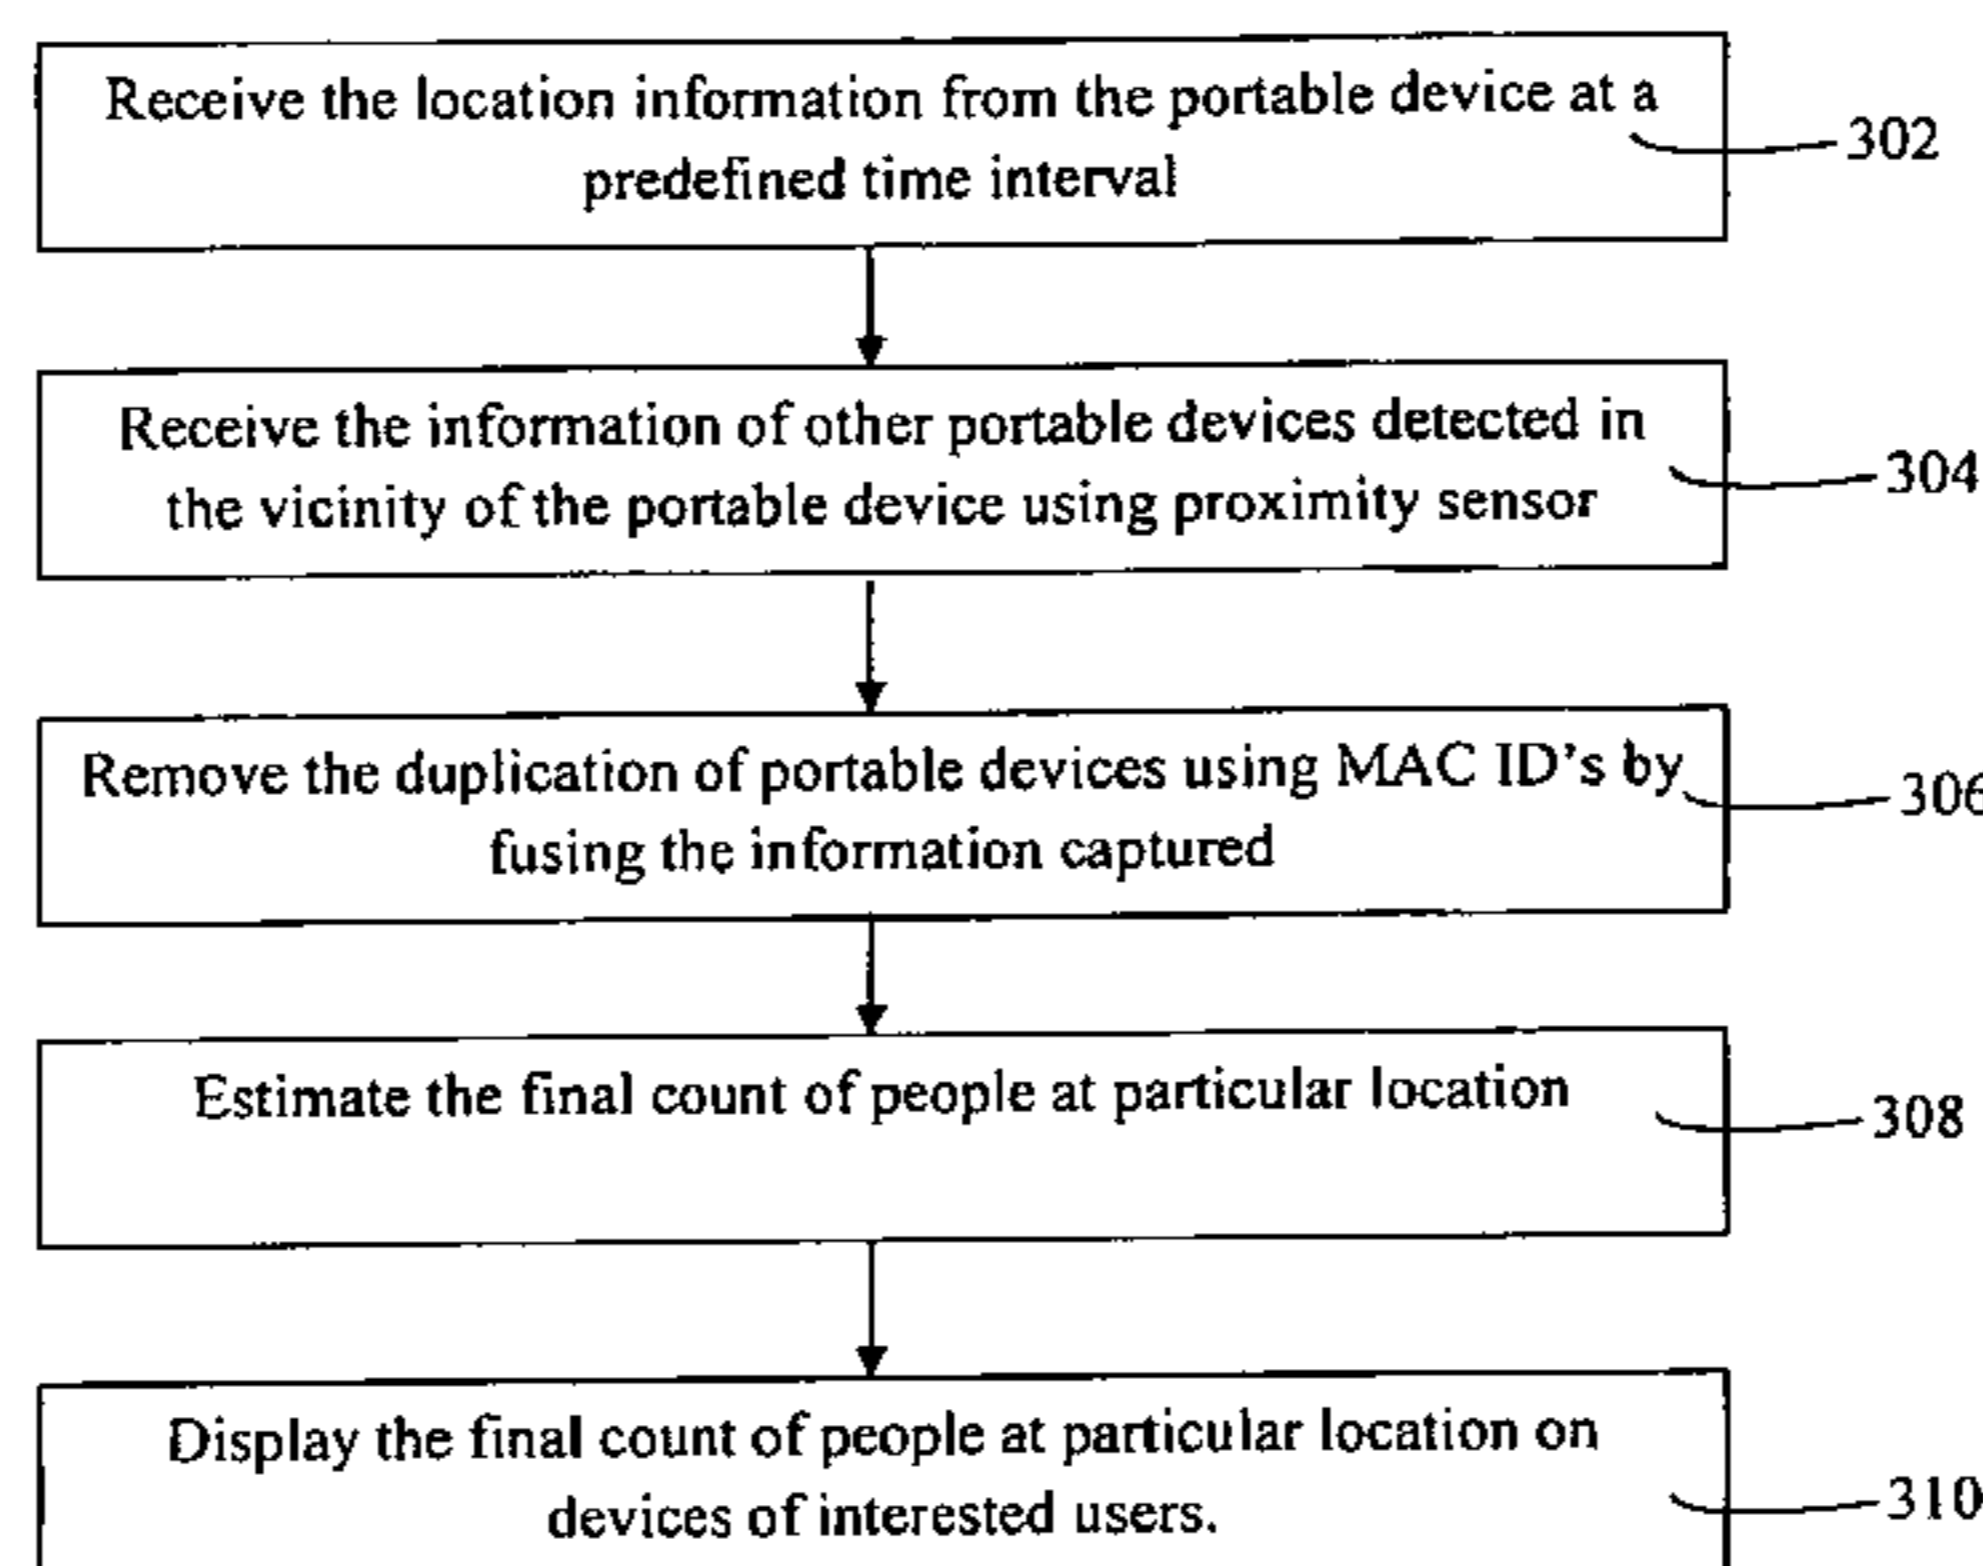 Receive the location information from the portable device at a
predefined time interval
302
Receive the information of other portable devices detected in
the vicinity of the portable device using proximity sensor
304
Remove the duplication of portable devices using MAC ID's by
fusing the information captured
306
Estimate the final count of people at particular location
308
Display the final count of people at particular location on
devices of interested users.
310